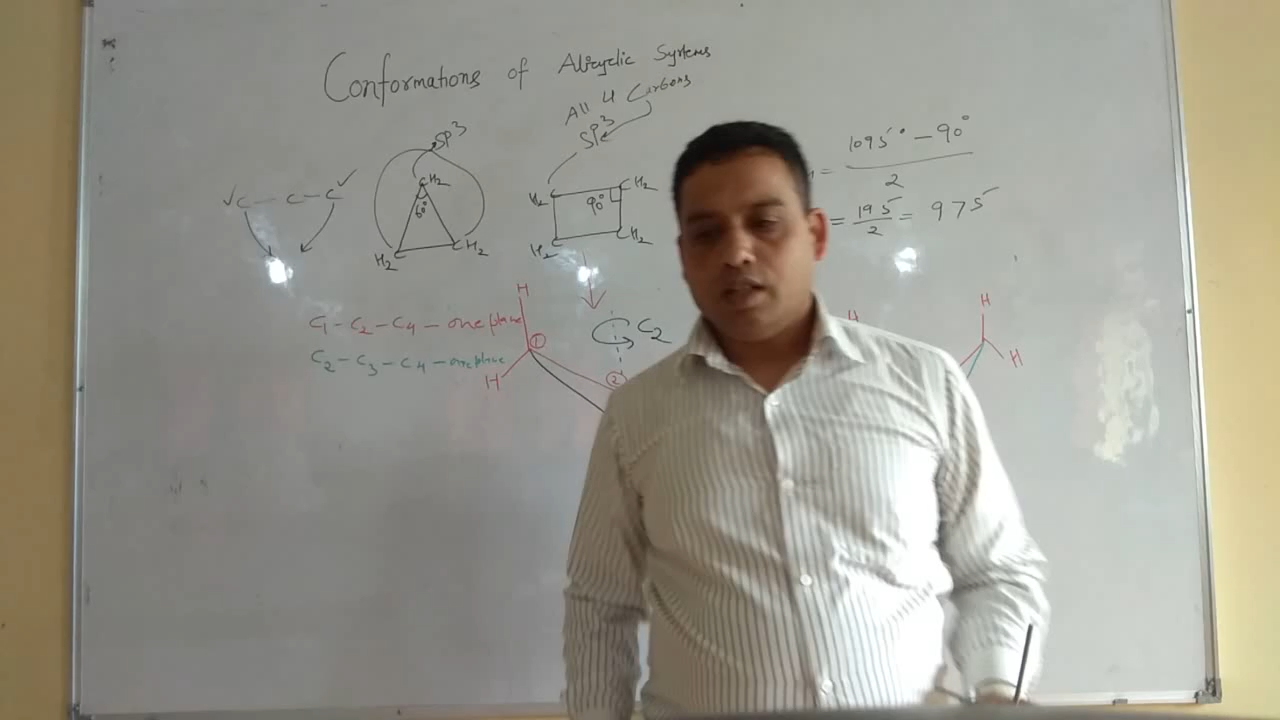 Conformations of Alicyclic Systems
All 4 Carbons
SP³
SP³
C - C - C
CH₂
60°
H₂C
CH₂
H₂C
CH₂
90°
H₂C
CH₂
= 109 5° - 90°
2
= 19 5 / 2 = 9 7 5
C₁ - C₂ - C₄ - one plane
C₂ - C₃ - C₄ - one plane
H
1
H
C₂
2
H
H
H